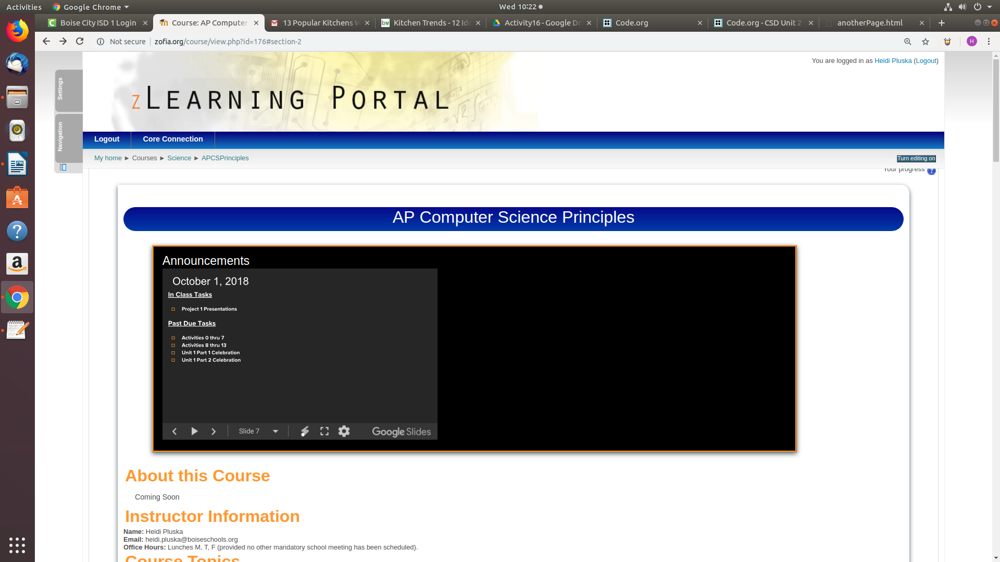 Activities Google Chrome Wed 10:22
Boise City ISD 1 Login Course: AP Computer 13 Popular Kitchens W Kitchen Trends - 12 Ide Activity16 - Google Dr Code.org Code.org - CSD Unit 2 anotherPage.html
Not secure zofia.org/course/view.php?id=176#section-2 H
You are logged in as Heidi Pluska (Logout)
Settings
Navigation
zLearning Portal
Logout Core Connection
My home ► Courses ► Science ► APCSPrinciples Turn editing on
Your progress
AP Computer Science Principles
Announcements
October 1, 2018
In Class Tasks
Project 1 Presentations
Past Due Tasks
Activities 0 thru 7
Activities 8 thru 13
Unit 1 Part 1 Celebration
Unit 1 Part 2 Celebration
Slide 7 Google Slides
About this Course
Coming Soon
Instructor Information
Name: Heidi Pluska
Email: heidi.pluska@boiseschools.org
Office Hours: Lunches M, T, F (provided no other mandatory school meeting has been scheduled).
Course Topics